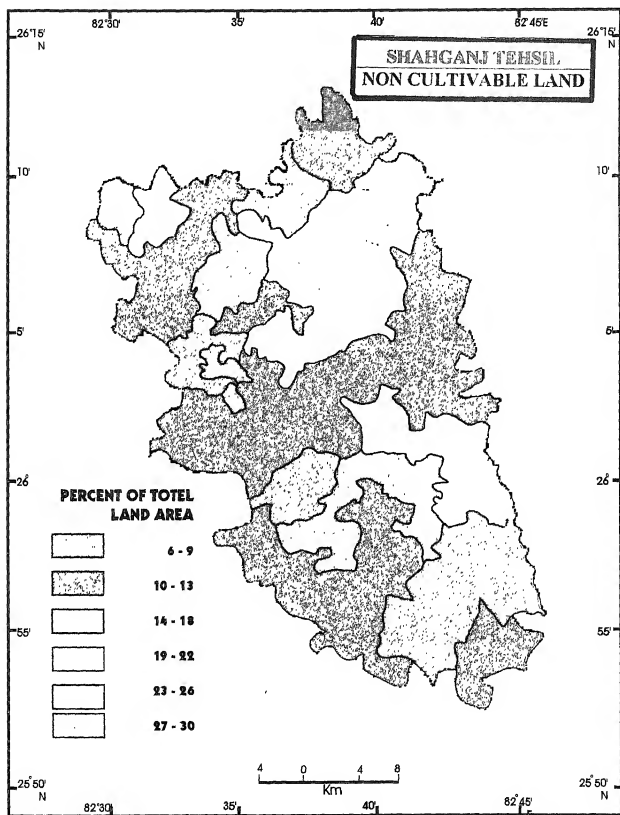 82°30' 35' 40' 82°45'E
26°15' N
26°15' N
SHAHGANJ TEHSIL
NON CULTIVABLE LAND
10' 10'
5' 5'
26° 26°
PERCENT OF TOTEL
LAND AREA
6 - 9
10 - 13
14 - 18
19 - 22
23 - 26
27 - 30
55' 55'
4 0 4 8
Km
25°50' N
25°50' N
82°30' 35' 40' 82°45'